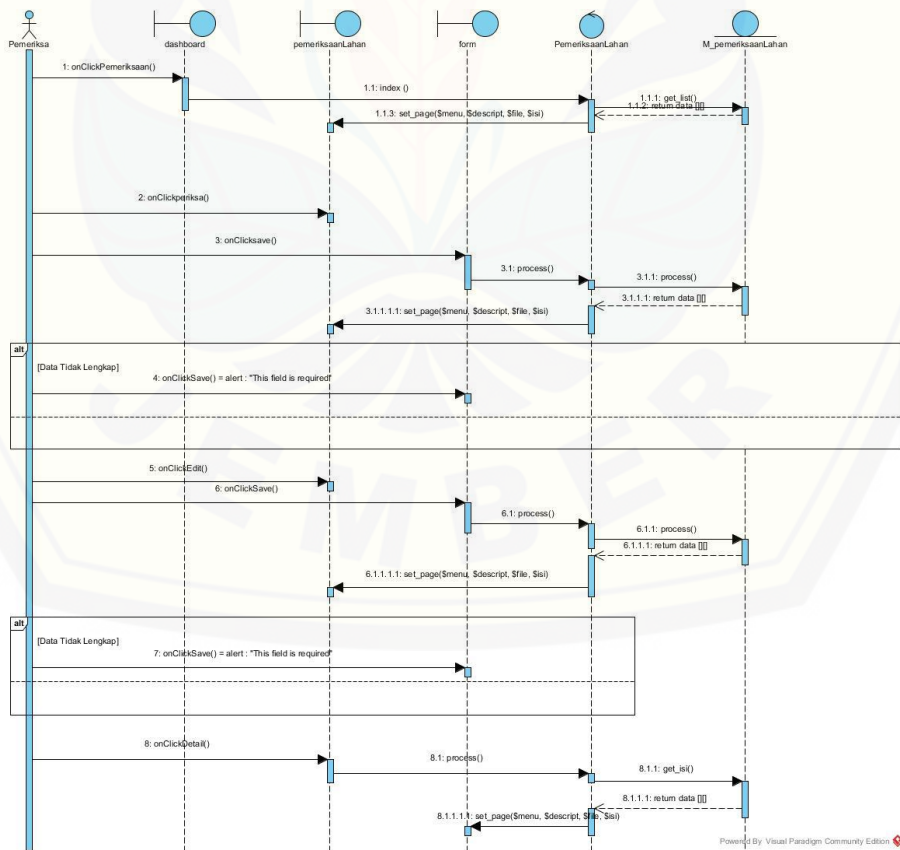 Pemeriksa
dashboard
pemeriksaanLahan
form
PemeriksaanLahan
M_pemeriksaanLahan
1: onClickPemeriksaan()
1.1: index ()
1.1.1: get_list()
1.1.2: return data [][]
1.1.3: set_page($menu, $descript, $file, $isi)
2: onClickperiksa()
3: onClicksave()
3.1: process()
3.1.1: process()
3.1.1.1: return data [][]
3.1.1.1.1: set_page($menu, $descript, $file, $isi)
alt
[Data Tidak Lengkap]
4: onClickSave() = alert : "This field is required"
5: onClickEdit()
6: onClickSave()
6.1: process()
6.1.1: process()
6.1.1.1: return data [][]
6.1.1.1.1: set_page($menu, $descript, $file, $isi)
alt
[Data Tidak Lengkap]
7: onClickSave() = alert : "This field is required"
8: onClickDetail()
8.1: process()
8.1.1: get_isi()
8.1.1.1: return data [][]
8.1.1.1.1: set_page($menu, $descript, $file, $isi)
JEMBER
Powered By Visual Paradigm Community Edition